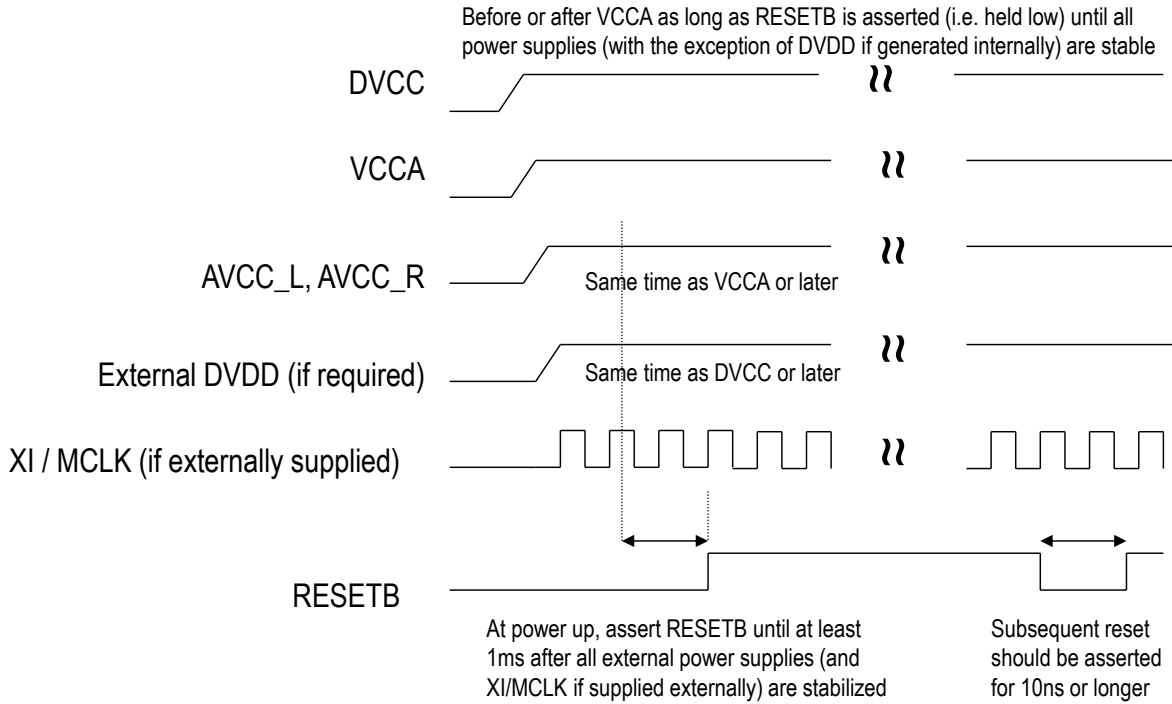 Before or after VCCA as long as RESETB is asserted (i.e. held low) until all
power supplies (with the exception of DVDD if generated internally) are stable
DVCC
VCCA
AVCC_L, AVCC_R
Same time as VCCA or later
External DVDD (if required)
Same time as DVCC or later
XI / MCLK (if externally supplied)
RESETB
At power up, assert RESETB until at least
1ms after all external power supplies (and
XI/MCLK if supplied externally) are stabilized
Subsequent reset
should be asserted
for 10ns or longer